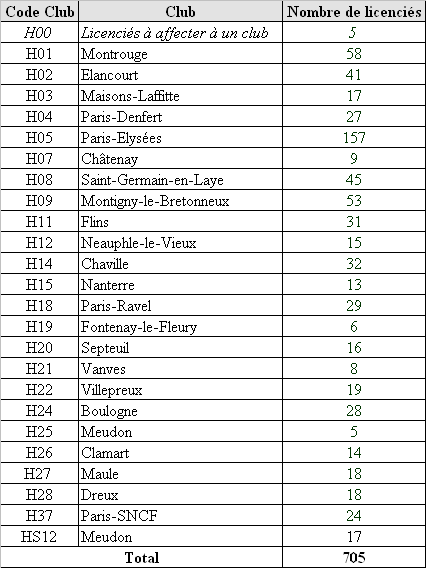 Code Club Club Nombre de licenciés
H00 Licenciés à affecter à un club 5
H01 Montrouge 58
H02 Elancourt 41
H03 Maisons-Laffitte 17
H04 Paris-Denfert 27
H05 Paris-Elysées 157
H07 Châtenay 9
H08 Saint-Germain-en-Laye 45
H09 Montigny-le-Bretonneux 53
H11 Flins 31
H12 Neauphle-le-Vieux 15
H14 Chaville 32
H15 Nanterre 13
H18 Paris-Ravel 29
H19 Fontenay-le-Fleury 6
H20 Septeuil 16
H21 Vanves 8
H22 Villepreux 19
H24 Boulogne 28
H25 Meudon 5
H26 Clamart 14
H27 Maule 18
H28 Dreux 18
H37 Paris-SNCF 24
HS12 Meudon 17
Total 705